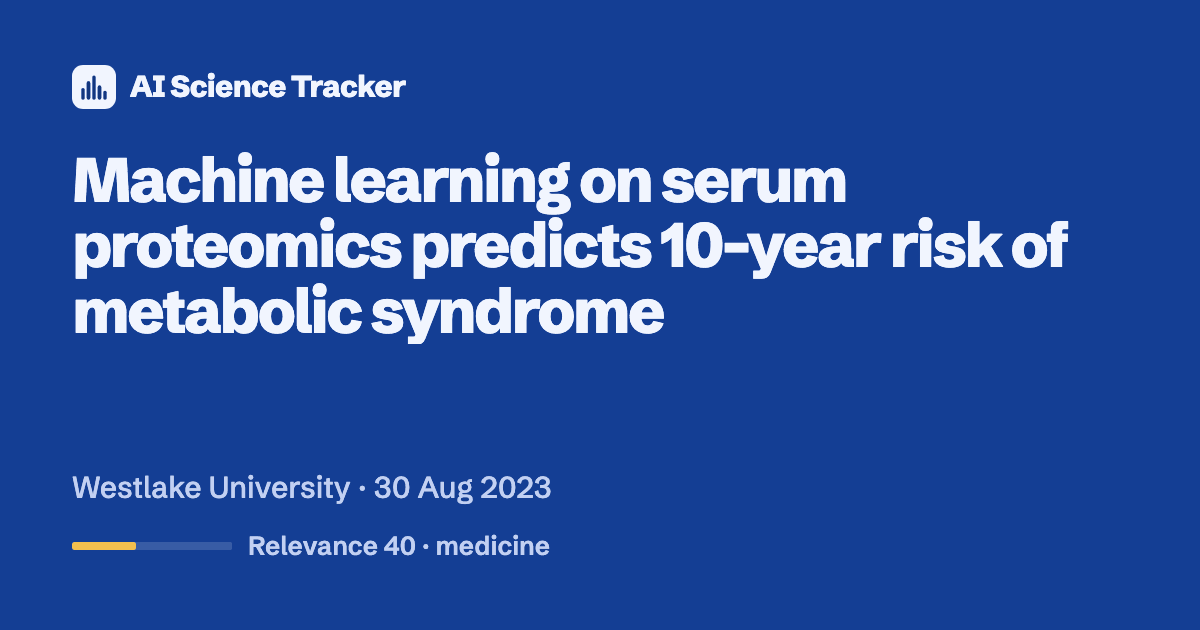 AI Science Tracker
Machine learning on serum
proteomics predicts 10-year risk of
metabolic syndrome
Westlake University · 30 Aug 2023
Relevance 40 · medicine